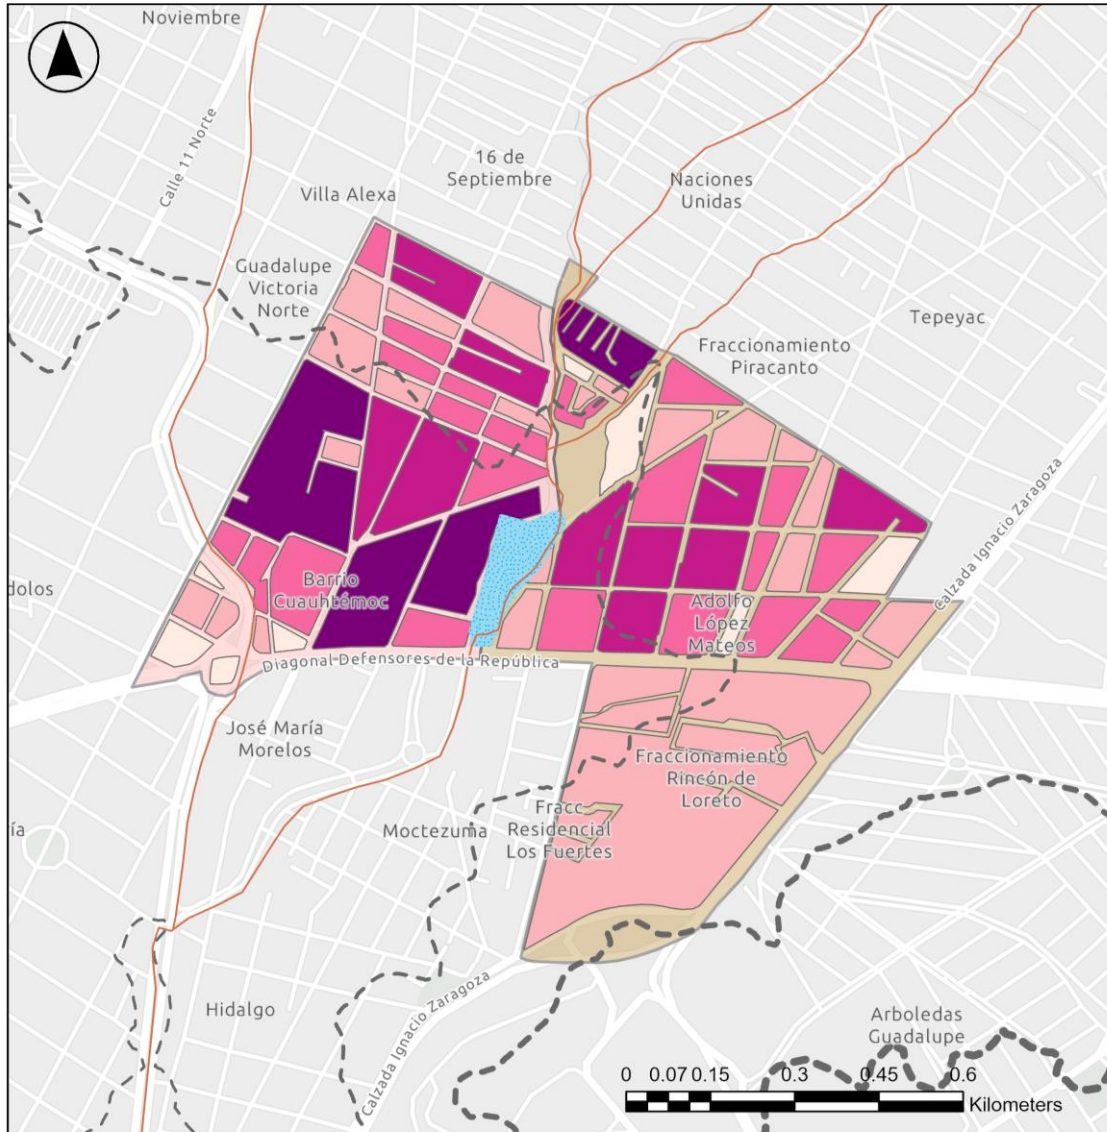 Noviembre
Calle 11 Norte
16 de
Septiembre
Naciones
Unidas
Villa Alexa
Guadalupe
Victoria
Norte
Tepeyac
Fraccionamiento
Piracanto
Calzada Ignacio Zaragoza
dolos
Barrio
Cuauhtémoc
Adolfo
López
Mateos
Diagonal Defensores de la República
José María
Morelos
Fraccionamiento
Rincón de
Loreto
Fracc
Residencial
Los Fuertes
Moctezuma
ía
Hidalgo
Calzada Ignacio Zaragoza
Arboledas
Guadalupe
0 0.07 0.15 0.3 0.45 0.6
Kilometers